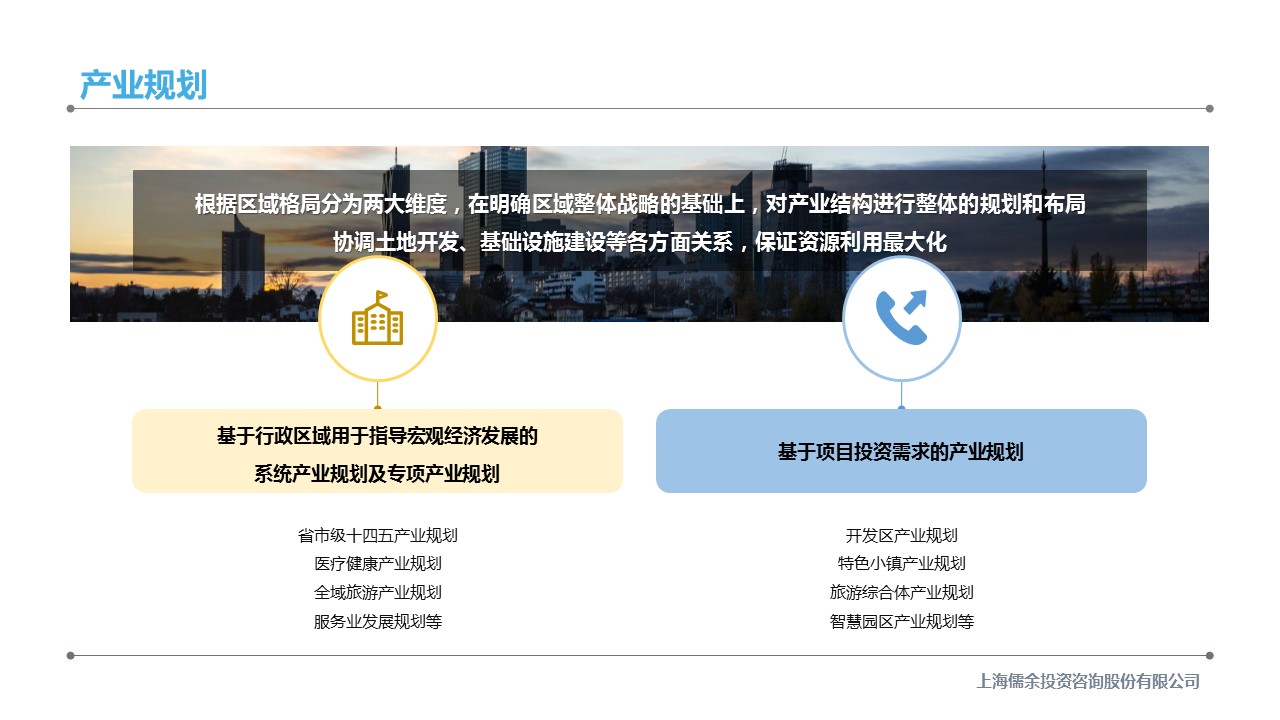 产业规划
根据区域格局分为两大维度，在明确区域整体战略的基础上，对产业结构进行整体的规划和布局
协调土地开发、基础设施建设等各方面关系，保证资源利用最大化
基于行政区域用于指导宏观经济发展的
系统产业规划及专项产业规划
省市级十四五产业规划
医疗健康产业规划
全域旅游产业规划
服务业发展规划等
基于项目投资需求的产业规划
开发区产业规划
特色小镇产业规划
旅游综合体产业规划
智慧园区产业规划等
上海儒余投资咨询股份有限公司